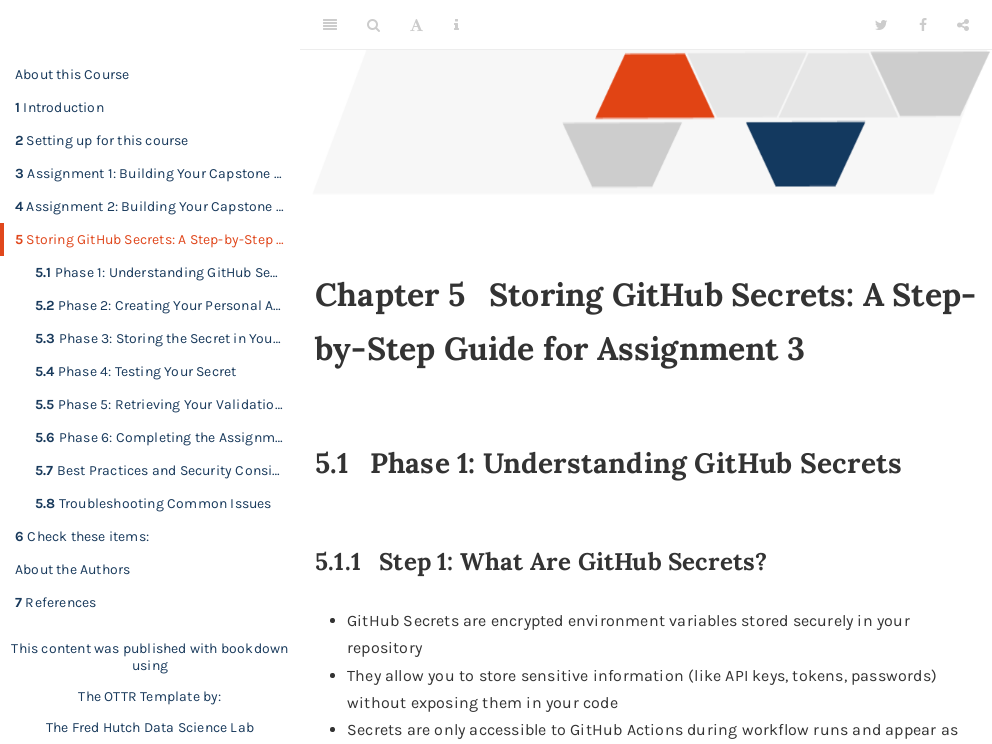 About this Course
1 Introduction
2 Setting up for this course
3 Assignment 1: Building Your Capstone ...
4 Assignment 2: Building Your Capstone ...
5 Storing GitHub Secrets: A Step-by-Step ...
5.1 Phase 1: Understanding GitHub Se...
5.2 Phase 2: Creating Your Personal A...
5.3 Phase 3: Storing the Secret in You...
5.4 Phase 4: Testing Your Secret
5.5 Phase 5: Retrieving Your Validatio...
5.6 Phase 6: Completing the Assignm...
5.7 Best Practices and Security Consi...
5.8 Troubleshooting Common Issues
6 Check these items:
About the Authors
7 References
This content was published with bookdown
using
The OTTR Template by:
The Fred Hutch Data Science Lab
A
Chapter 5 Storing GitHub Secrets: A Step-
by-Step Guide for Assignment 3
5.1 Phase 1: Understanding GitHub Secrets
5.1.1 Step 1: What Are GitHub Secrets?
• GitHub Secrets are encrypted environment variables stored securely in your
repository
• They allow you to store sensitive information (like API keys, tokens, passwords)
without exposing them in your code
• Secrets are only accessible to GitHub Actions during workflow runs and appear as